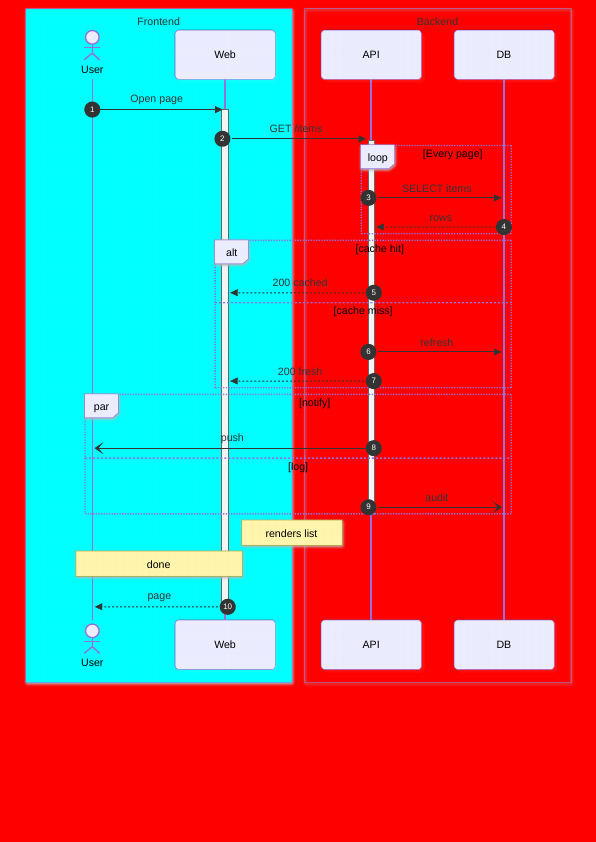 Frontend
Backend
User
Web
API
DB
1
Open page
2
GET /items
loop
[Every page]
3
SELECT items
rows
4
alt
[cache hit]
200 cached
5
[cache miss]
6
refresh
200 fresh
7
par
[notify]
push
8
[log]
9
audit
renders list
done
page
10
User
Web
API
DB